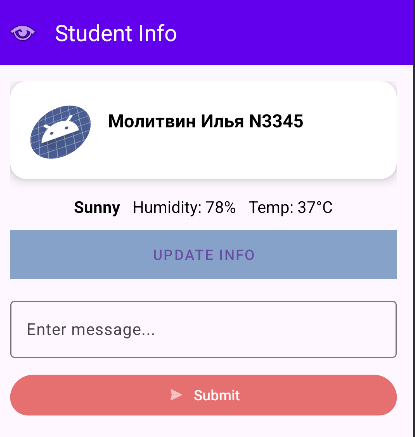 Student Info
Молитвин Илья N3345
Sunny Humidity: 78% Temp: 37°C
UPDATE INFO
Enter message...
Submit